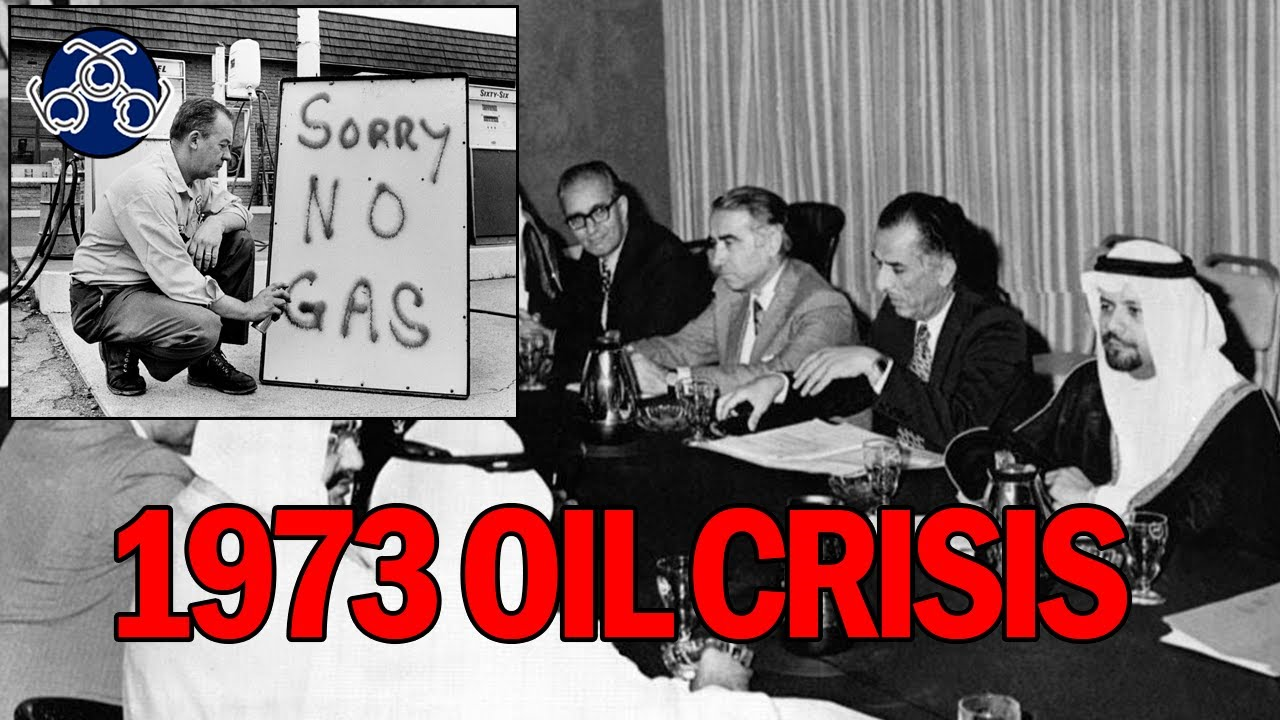 SORRY
NO
GAS
SIXTY-SIX
1973 OIL CRISIS